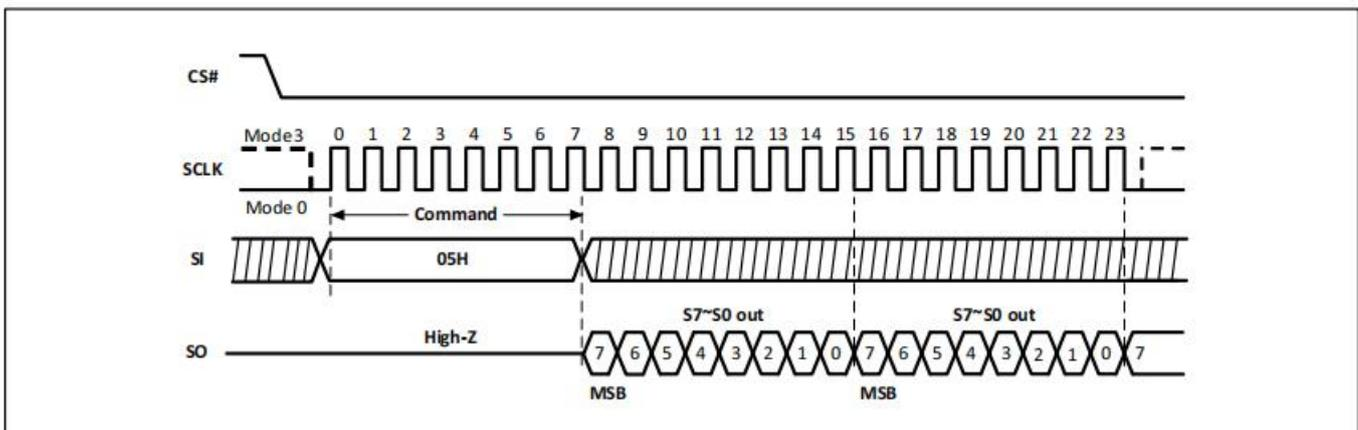 CS#
Mode3 0 1 2 3 4 5 6 7 8 9 10 11 12 13 14 15 16 17 18 19 20 21 22 23
SCLK
Mode 0
Command
SI 05H
S7~S0 out S7~S0 out
High-Z
SO 7 6 5 4 3 2 1 0 7 6 5 4 3 2 1 0 7
MSB MSB